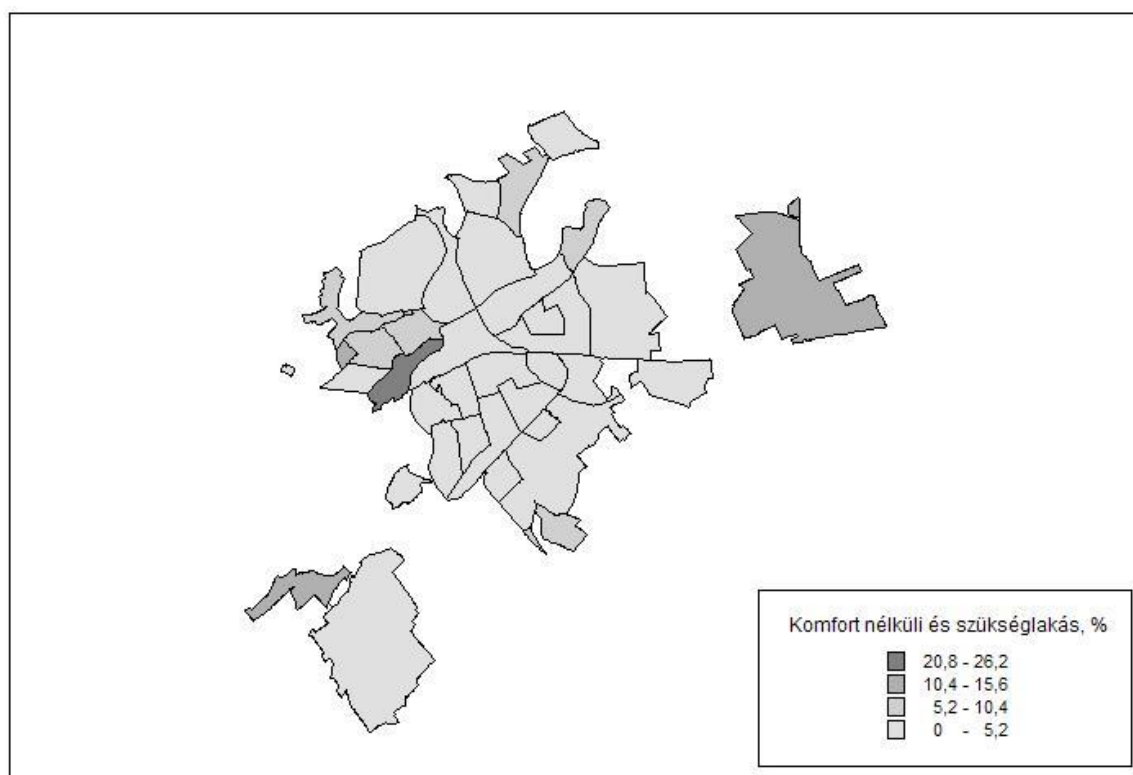 Komfort nélküli és szükséglakás, %
20,8 - 26,2
10,4 - 15,6
5,2 - 10,4
0 - 5,2